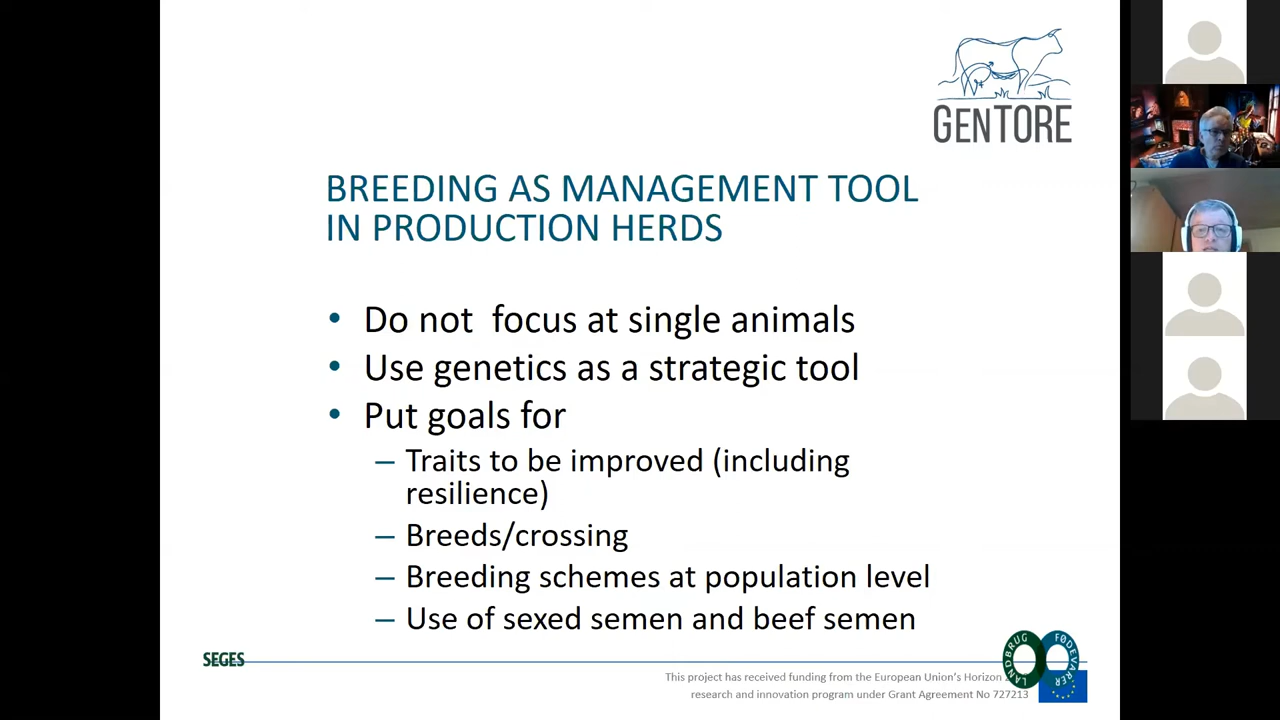 GENTORE
BREEDING AS MANAGEMENT TOOL
IN PRODUCTION HERDS
• Do not focus at single animals
• Use genetics as a strategic tool
• Put goals for
– Traits to be improved (including
resilience)
– Breeds/crossing
– Breeding schemes at population level
– Use of sexed semen and beef semen
SEGES
LANDBRUG FØDEVARER
This project has received funding from the European Union's Horizon
research and innovation program under Grant Agreement No 727213